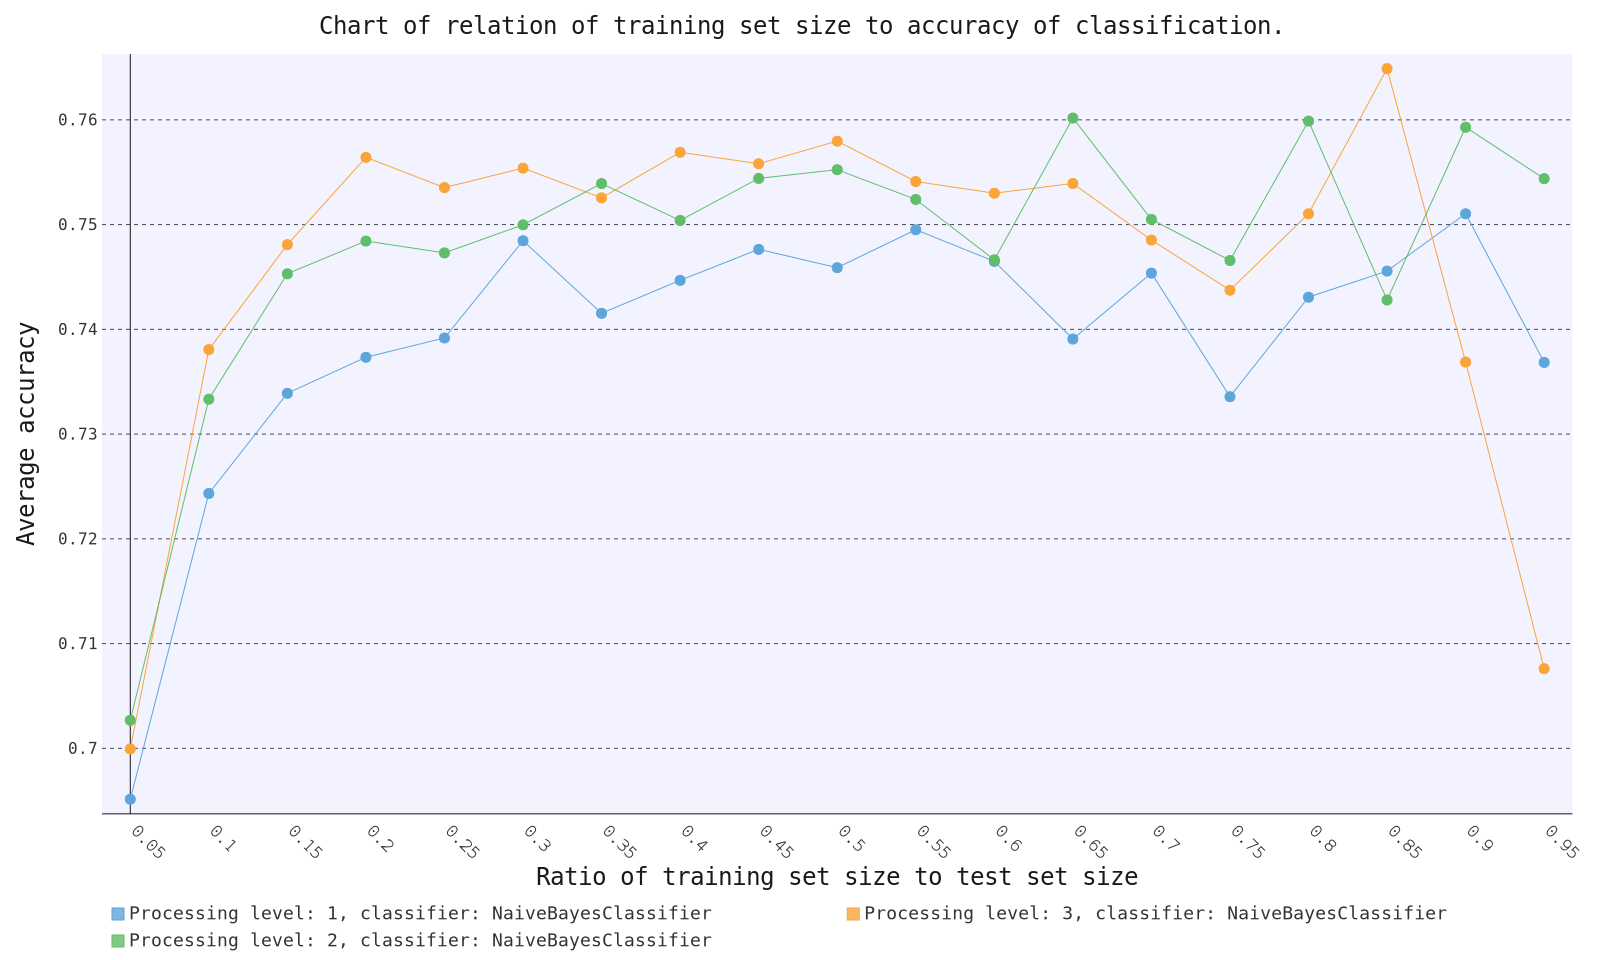 Chart of relation of training set size to accuracy of classification.
Average accuracy
0.76
0.75
0.74
0.73
0.72
0.71
0.7
0.05 0.1 0.15 0.2 0.25 0.3 0.35 0.4 0.45 0.5 0.55 0.6 0.65 0.7 0.75 0.8 0.85 0.9 0.95
Ratio of training set size to test set size
Processing level: 1, classifier: NaiveBayesClassifier
Processing level: 3, classifier: NaiveBayesClassifier
Processing level: 2, classifier: NaiveBayesClassifier